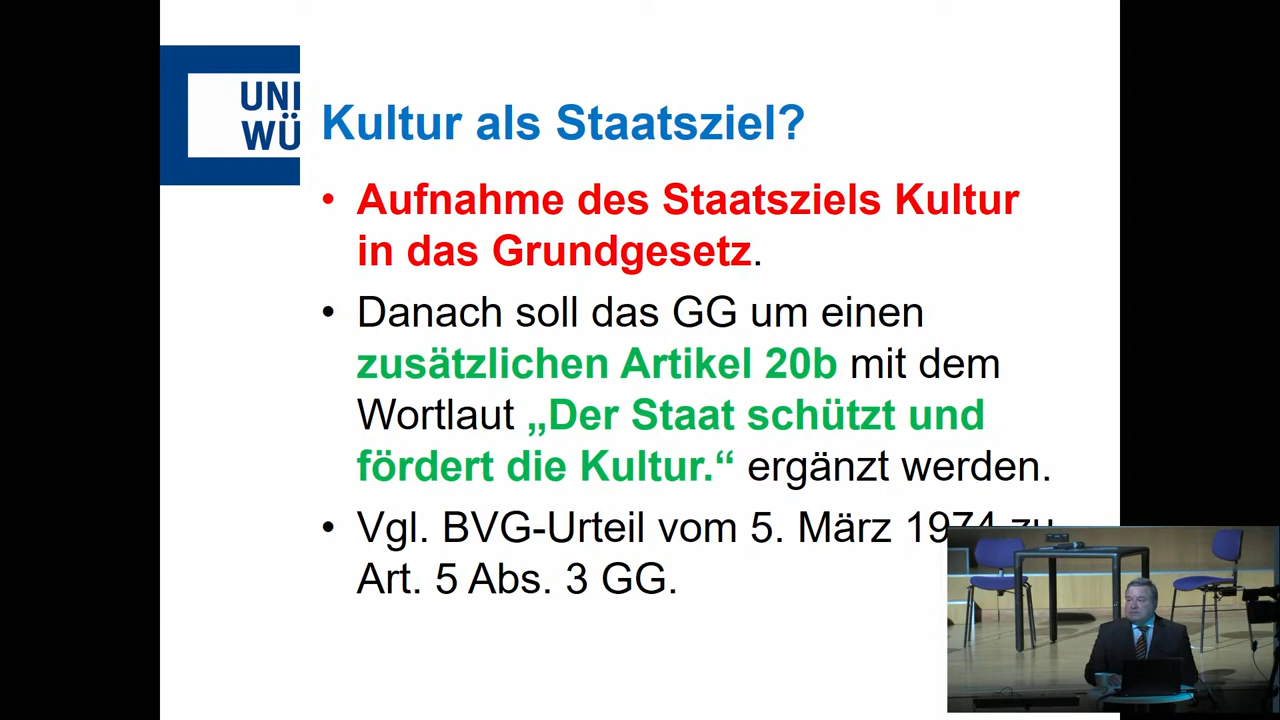 UNI
WÜ
Kultur als Staatsziel?
• Aufnahme des Staatsziels Kultur
in das Grundgesetz.
• Danach soll das GG um einen
zusätzlichen Artikel 20b mit dem
Wortlaut „Der Staat schützt und
fördert die Kultur.“ ergänzt werden.
• Vgl. BVG-Urteil vom 5. März 1974 zu
Art. 5 Abs. 3 GG.